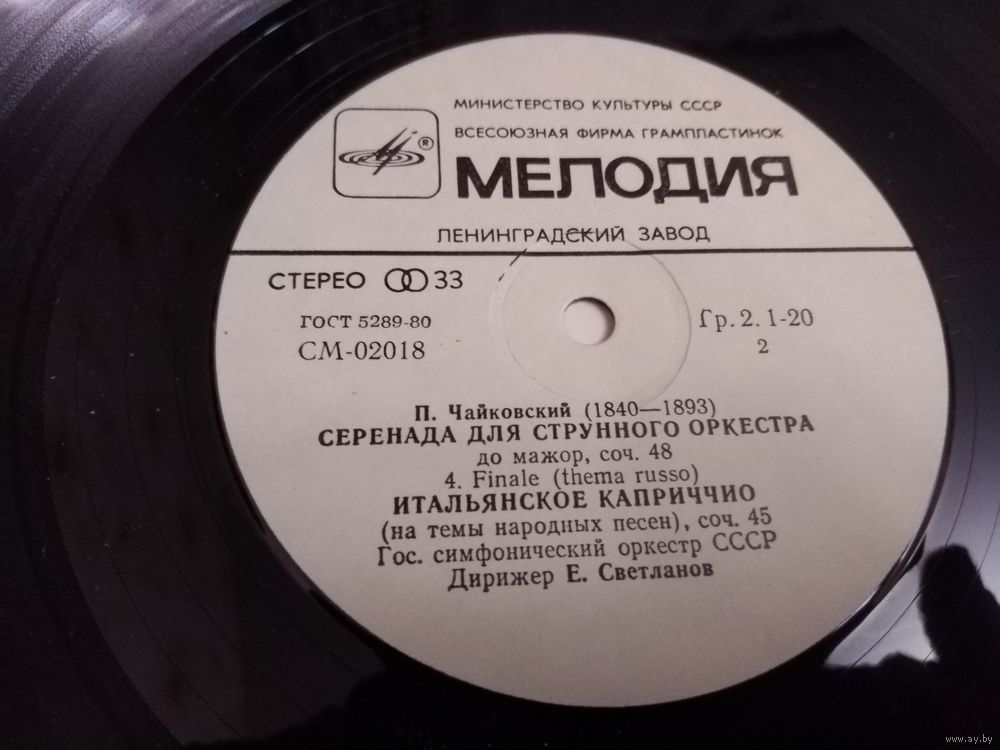 МИНИСТЕРСТВО КУЛЬТУРЫ СССР
ВСЕСОЮЗНАЯ ФИРМА ГРАМПЛАСТИНОК
®
МЕЛОДИЯ
ЛЕНИНГРАДСКИЙ ЗАВОД
СТЕРЕО 33
ГОСТ 5289-80
СМ-02018
Гр. 2. 1-20
2
П. Чайковский (1840—1893)
СЕРЕНАДА ДЛЯ СТРУННОГО ОРКЕСТРА
до мажор, соч. 48
4. Finale (thema russo)
ИТАЛЬЯНСКОЕ КАПРИЧЧИО
(на темы народных песен), соч. 45
Гос. симфонический оркестр СССР
Дирижер Е. Светланов
www.ay.by